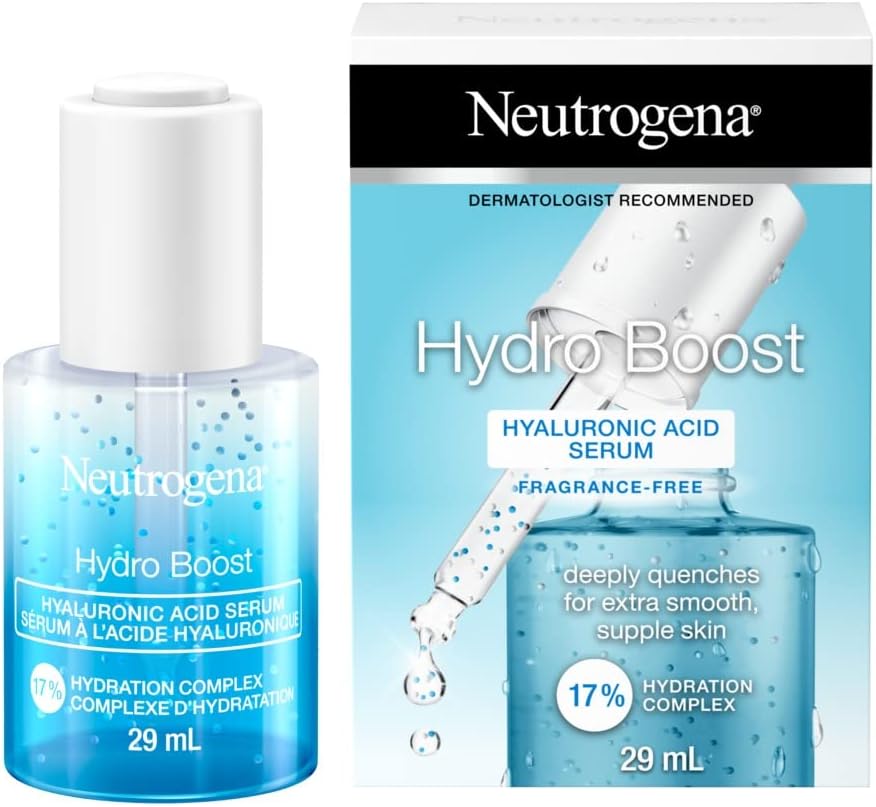 Neutrogena
Hydro Boost
HYALURONIC ACID SERUM
SÉRUM À L'ACIDE HYALURONIQUE
17% HYDRATION COMPLEX
COMPLEXE D'HYDRATATION
29 mL
Neutrogena®
DERMATOLOGIST RECOMMENDED
Hydro Boost
HYALURONIC ACID
SERUM
FRAGRANCE-FREE
deeply quenches
for extra smooth,
supple skin
17% HYDRATION
COMPLEX
29 mL